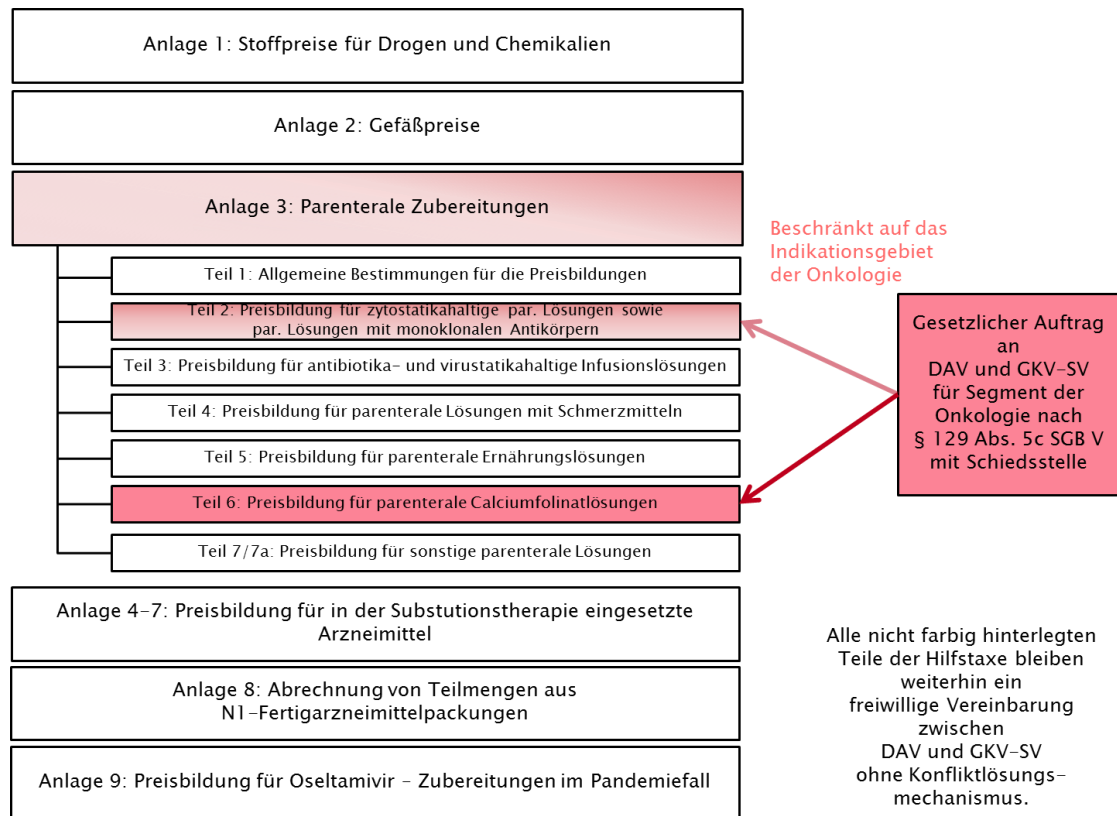 Anlage 1: Stoffpreise für Drogen und Chemikalien
Anlage 2: Gefäßpreise
Anlage 3: Parenterale Zubereitungen
Teil 1: Allgemeine Bestimmungen für die Preisbildungen
Teil 2: Preisbildung für zytostatikahaltige par. Lösungen sowie
par. Lösungen mit monoklonalen Antikörpern
Teil 3: Preisbildung für antibiotika- und virustatikahaltige Infusionslösungen
Teil 4: Preisbildung für parenterale Lösungen mit Schmerzmitteln
Teil 5: Preisbildung für parenterale Ernährungslösungen
Teil 6: Preisbildung für parenterale Calciumfolinatlösungen
Teil 7/7a: Preisbildung für sonstige parenterale Lösungen
Beschränkt auf das
Indikationsgebiet
der Onkologie
Gesetzlicher Auftrag
an
DAV und GKV-SV
für Segment der
Onkologie nach
§ 129 Abs. 5c SGB V
mit Schiedsstelle
Anlage 4-7: Preisbildung für in der Substutionstherapie eingesetzte
Arzneimittel
Anlage 8: Abrechnung von Teilmengen aus
N1-Fertigarzneimittelpackungen
Anlage 9: Preisbildung für Oseltamivir - Zubereitungen im Pandemiefall
Alle nicht farbig hinterlegten
Teile der Hilfstaxe bleiben
weiterhin ein
freiwillige Vereinbarung
zwischen
DAV und GKV-SV
ohne Konfliktlösungs-
mechanismus.